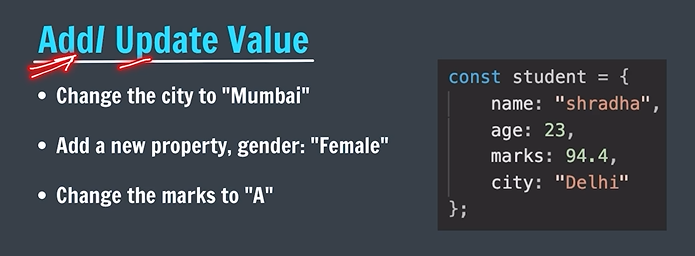 Add/ Update Value
• Change the city to "Mumbai"
• Add a new property, gender: "Female"
• Change the marks to "A"
const student = {
    name: "shradha",
    age: 23,
    marks: 94.4,
    city: "Delhi"
};